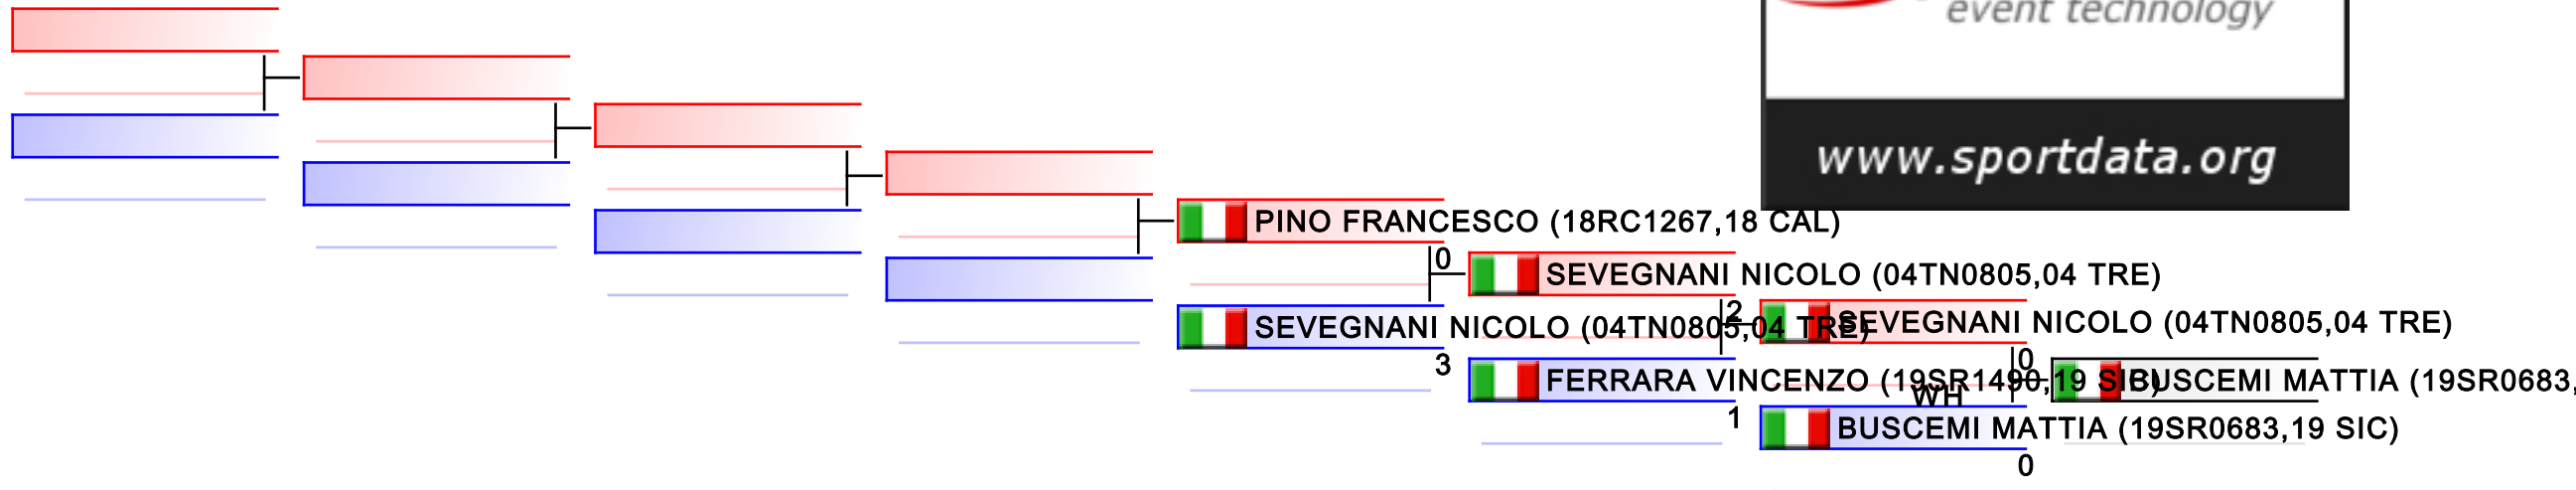 event technology
www.sportdata.org
PINO FRANCESCO (18RC1267,18 CAL)
0
SEVEGNANI NICOLO (04TN0805,04 TRE)
2
SEVEGNANI NICOLO (04TN0805,04 TRE)
SEVEGNANI NICOLO (04TN0805,04 TRE)
3
0
FERRARA VINCENZO (19SR1490,19 SIC)
BUSCEMI MATTIA (19SR0683,
WH
1
BUSCEMI MATTIA (19SR0683,19 SIC)
0